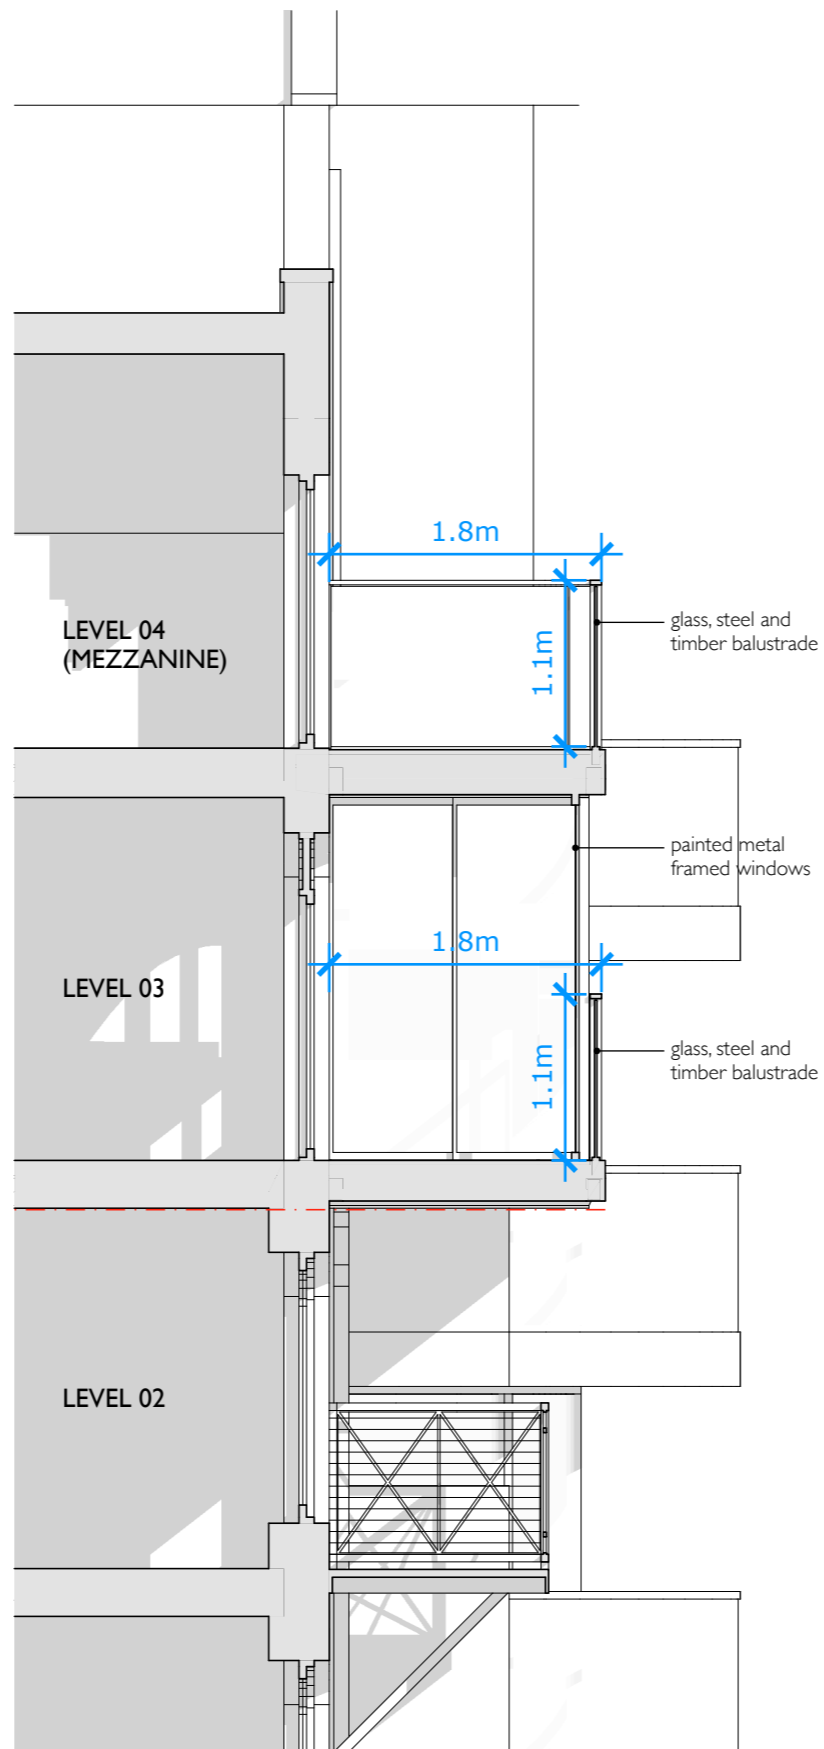 1.8m
LEVEL 04
(MEZZANINE)
1.1m
glass, steel and
timber balustrade
painted metal
framed windows
1.8m
LEVEL 03
1.1m
glass, steel and
timber balustrade
LEVEL 02